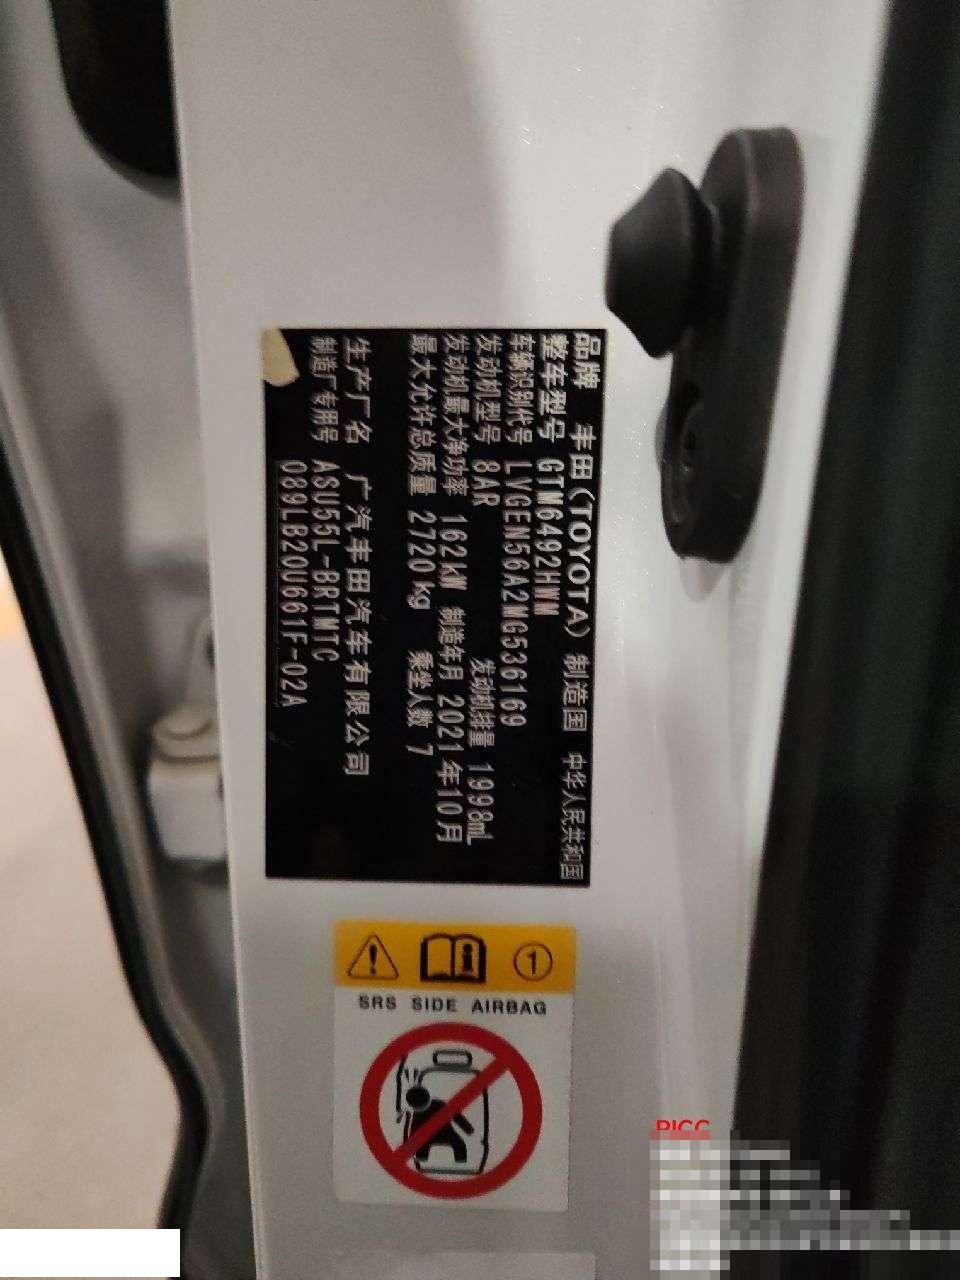 品牌 丰田(TOYOTA) 制造国 中华人民共和国
整车型号 GTM6492HWM
车辆识别代号 LVGEN56A2MG536169
发动机型号 8AR 发动机排量 1998mL
发动机最大净功率 162kW 制造年月 2021年10月
最大允许总质量 2720kg 乘坐人数 7
生产厂名 广汽丰田汽车有限公司
制造厂专用号 ASU55L-BRTMTC
089LB20U661F-02A
1
SRS SIDE AIRBAG
PICC